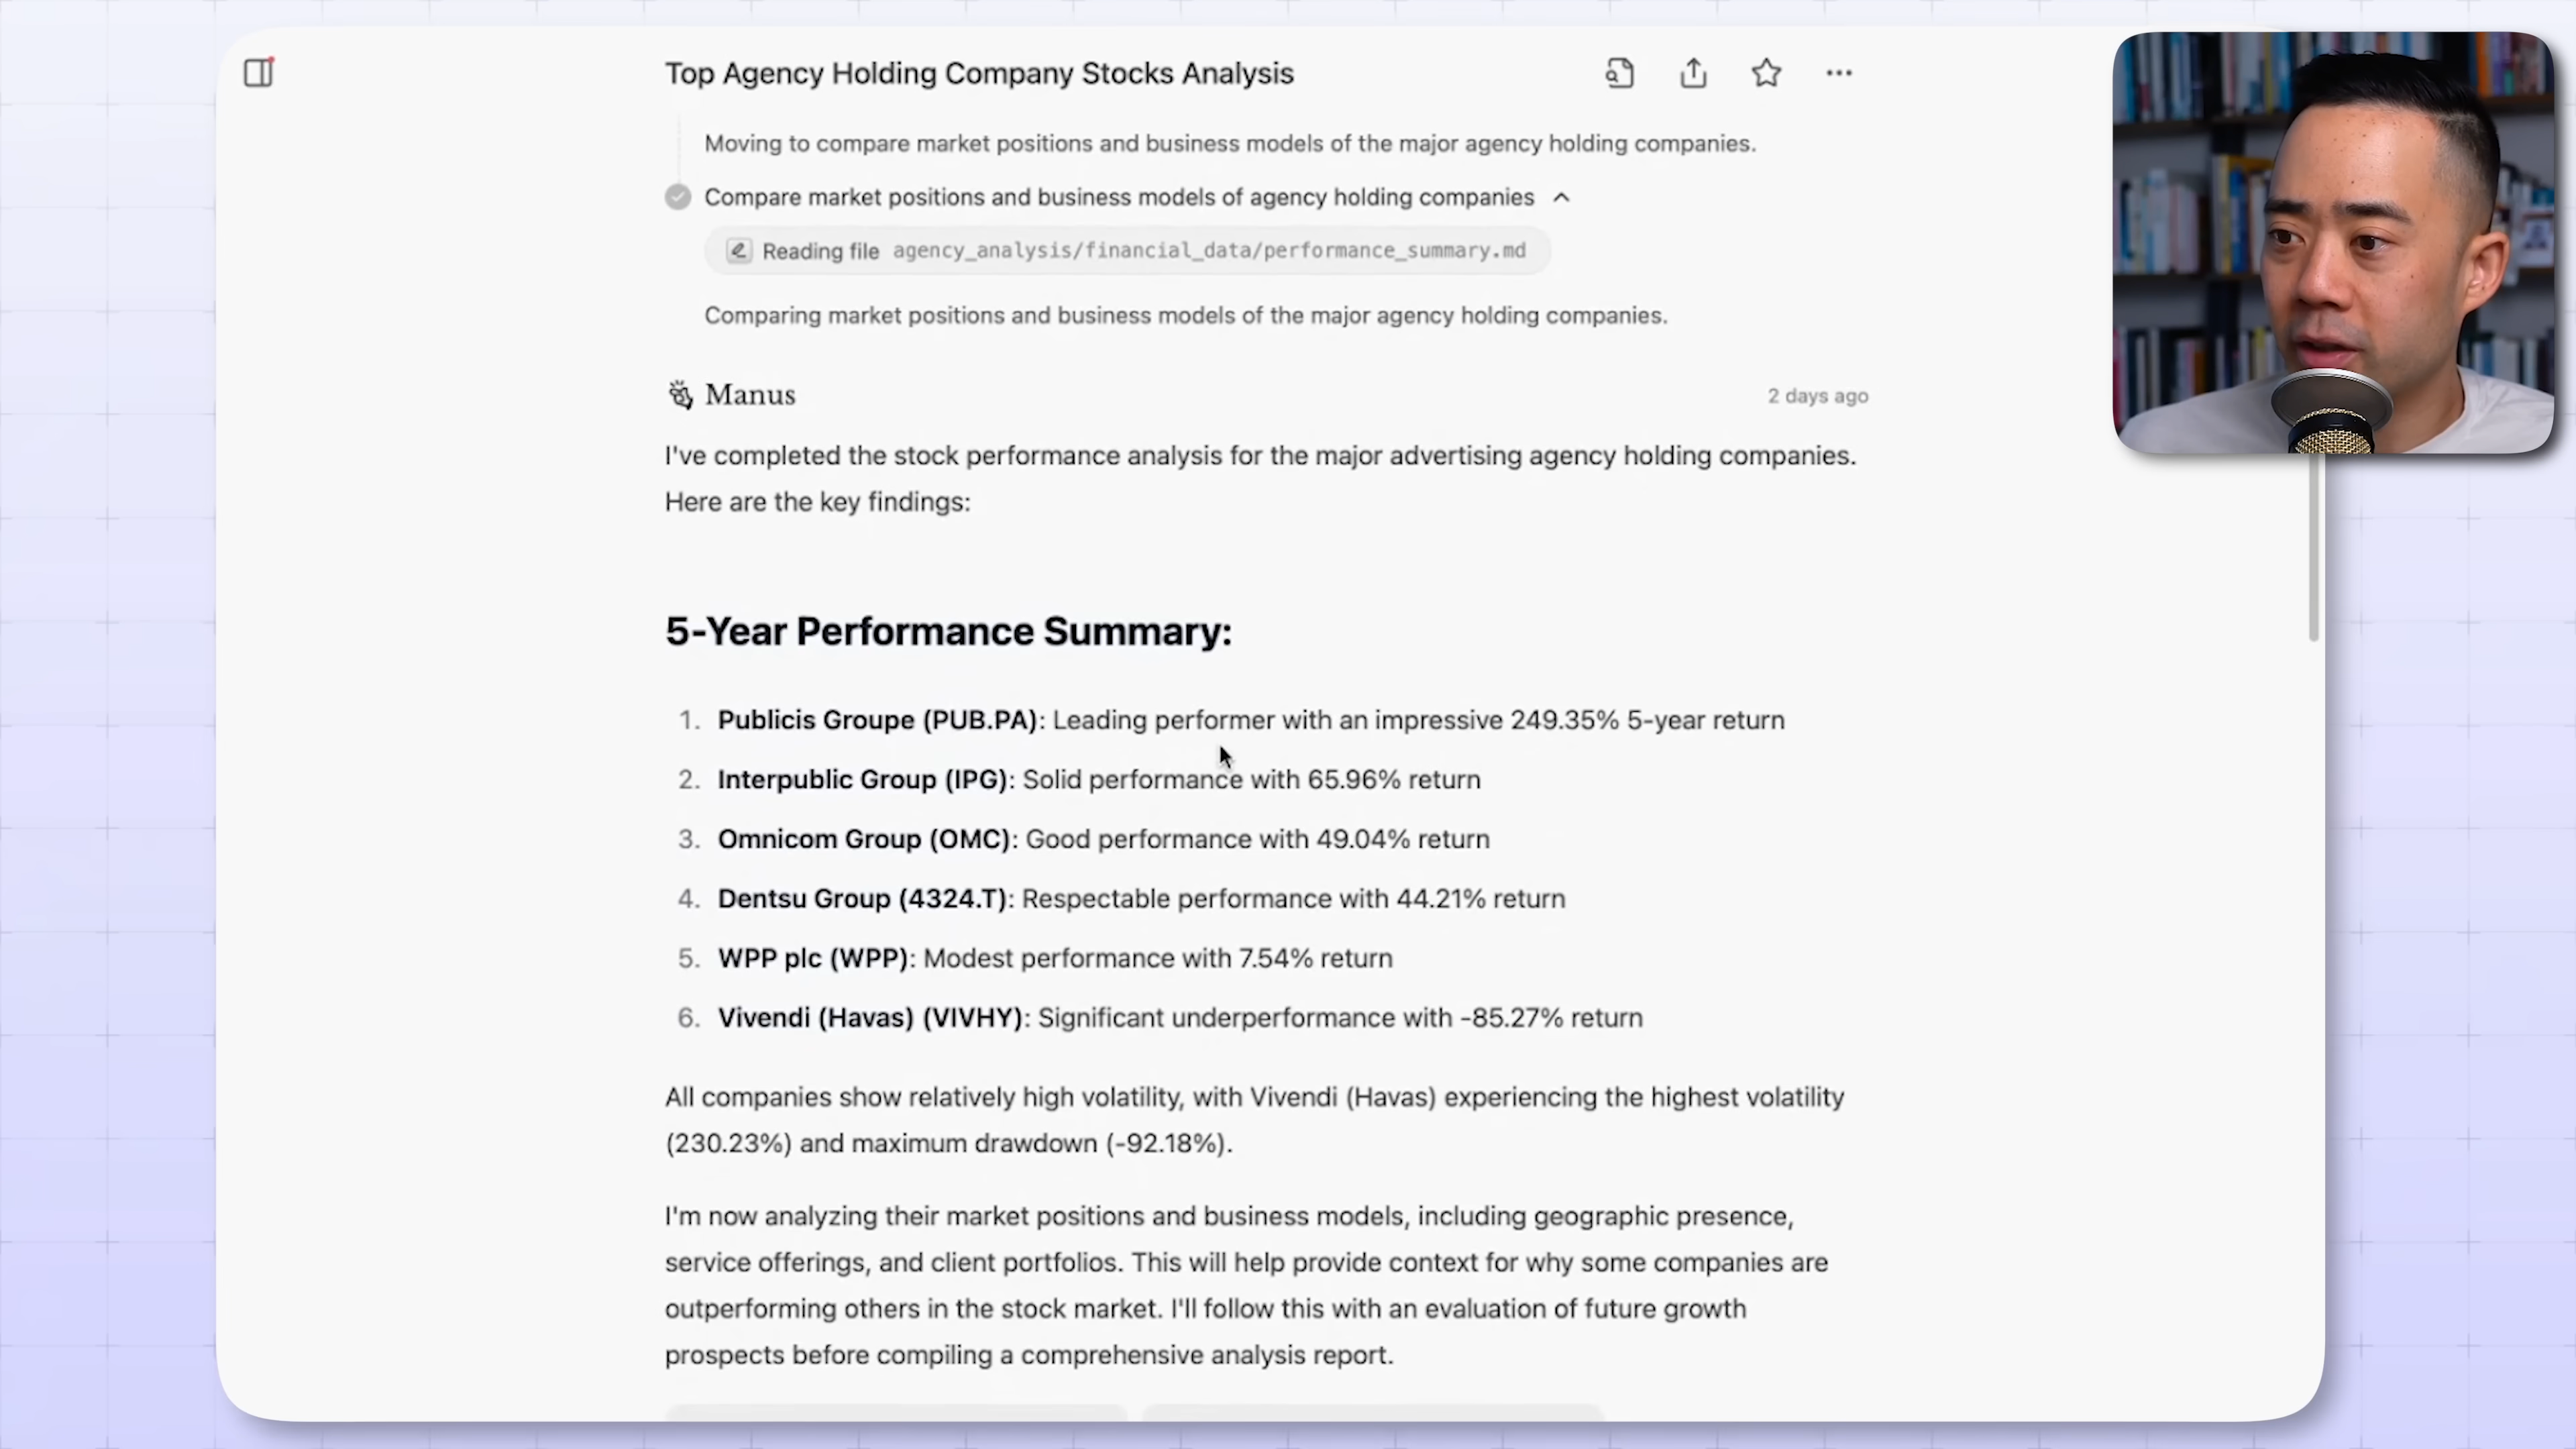 Top Agency Holding Company Stocks Analysis
Moving to compare market positions and business models of the major agency holding companies.
Compare market positions and business models of agency holding companies
Reading file agency_analysis/financial_data/performance_summary.md
Comparing market positions and business models of the major agency holding companies.
Manus
2 days ago
I've completed the stock performance analysis for the major advertising agency holding companies.
Here are the key findings:
5-Year Performance Summary:
1. Publicis Groupe (PUB.PA): Leading performer with an impressive 249.35% 5-year return
2. Interpublic Group (IPG): Solid performance with 65.96% return
3. Omnicom Group (OMC): Good performance with 49.04% return
4. Dentsu Group (4324.T): Respectable performance with 44.21% return
5. WPP plc (WPP): Modest performance with 7.54% return
6. Vivendi (Havas) (VIVHY): Significant underperformance with -85.27% return
All companies show relatively high volatility, with Vivendi (Havas) experiencing the highest volatility
(230.23%) and maximum drawdown (-92.18%).
I'm now analyzing their market positions and business models, including geographic presence,
service offerings, and client portfolios. This will help provide context for why some companies are
outperforming others in the stock market. I'll follow this with an evaluation of future growth
prospects before compiling a comprehensive analysis report.